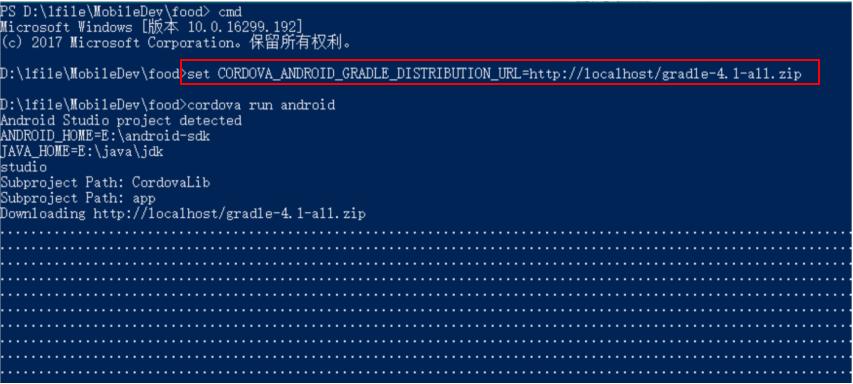 PS D:\lfile\MobileDev\food> cmd
Microsoft Windows [版本 10.0.16299.192]
(c) 2017 Microsoft Corporation。保留所有权利。
D:\lfile\MobileDev\food>set CORDOVA_ANDROID_GRADLE_DISTRIBUTION_URL=http://localhost/gradle-4.1-all.zip
D:\lfile\MobileDev\food>cordova run android
Android Studio project detected
ANDROID_HOME=E:\android-sdk
JAVA_HOME=E:\java\jdk
studio
Subproject Path: CordovaLib
Subproject Path: app
Downloading http://localhost/gradle-4.1-all.zip